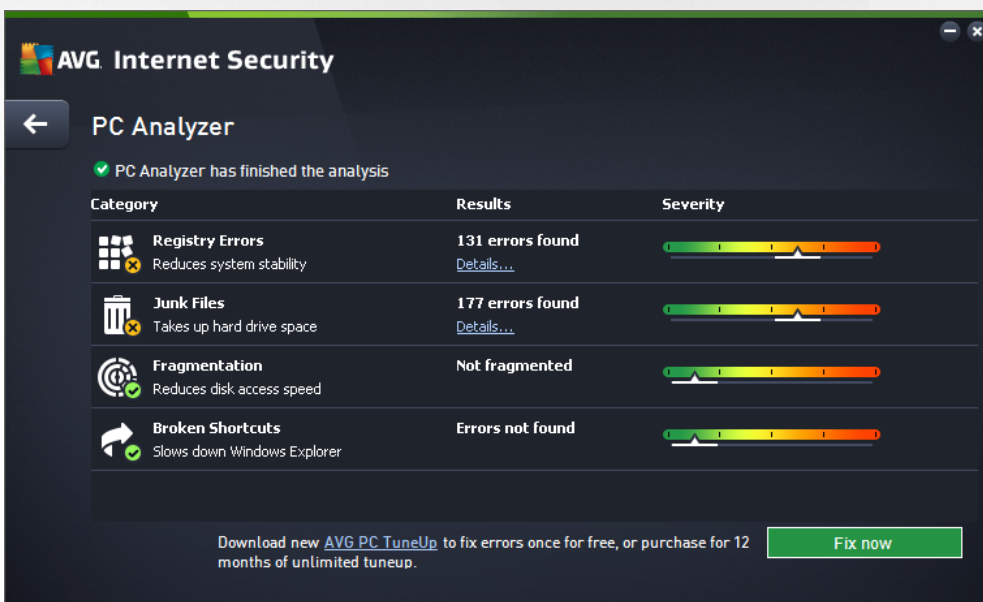 AVG. Internet Security
PC Analyzer
PC Analyzer has finished the analysis
Category Results Severity
Registry Errors 131 errors found
Reduces system stability Details...
Junk Files 177 errors found
Takes up hard drive space Details...
Fragmentation Not fragmented
Reduces disk access speed
Broken Shortcuts Errors not found
Slows down Windows Explorer
Download new AVG PC TuneUp to fix errors once for free, or purchase for 12 Fix now
months of unlimited tuneup.